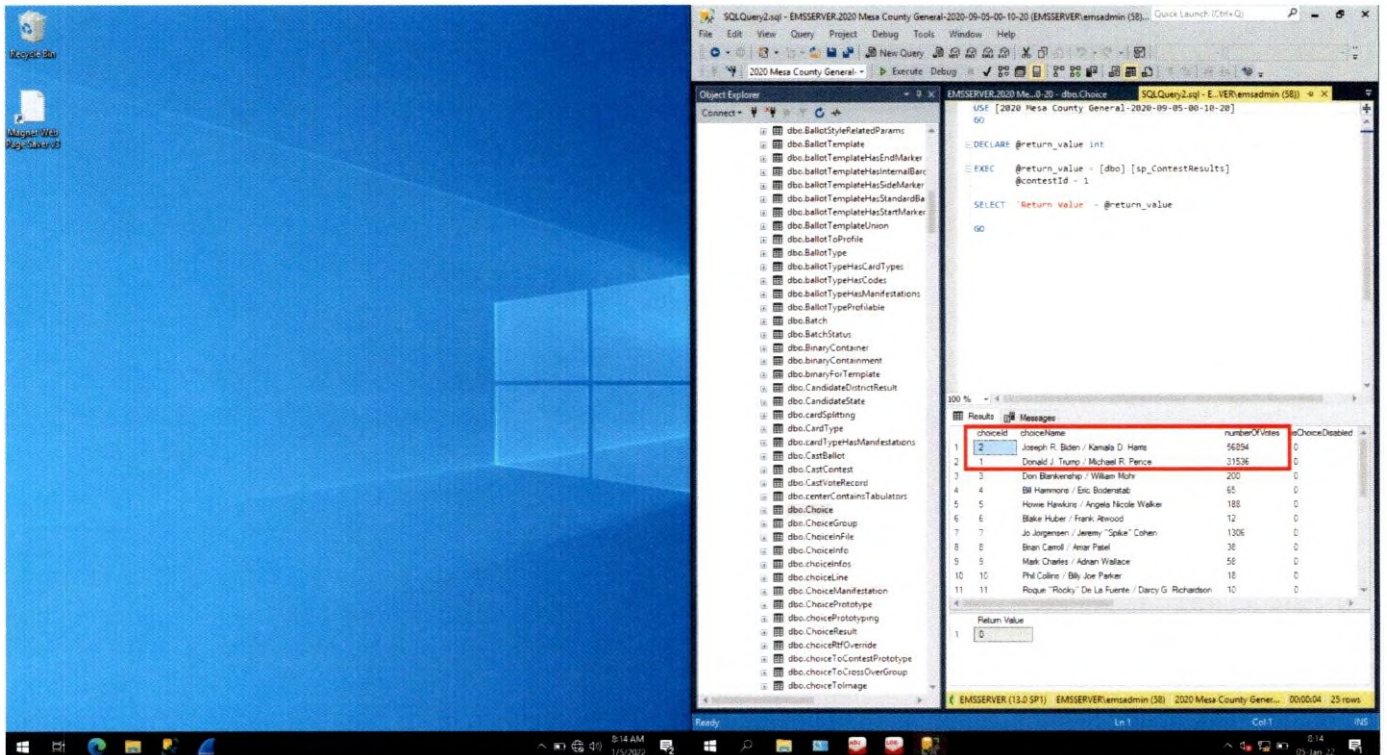 Recycle Bin
Magnet Web
Page Saver V3
SQLQuery2.sql - EMSSERVER.2020 Mesa County General-2020-09-05-00-10-20 (EMSSERVER\emsadmin (58))... Quick Launch (Ctrl+Q)
File Edit View Query Project Debug Tools Window Help
New Query
2020 Mesa County General- Execute Debug
Object Explorer
Connect
dbo.BallotStyleRelatedParams
dbo.BallotTemplate
dbo.ballotTemplateHasEndMarker
dbo.ballotTemplateHasInternalBarc
dbo.ballotTemplateHasSideMarker
dbo.ballotTemplateHasStandardBa
dbo.ballotTemplateHasStartMarker
dbo.BallotTemplateUnion
dbo.ballotToProfile
dbo.BallotType
dbo.ballotTypeHasCardTypes
dbo.ballotTypeHasCodes
dbo.ballotTypeHasManifestations
dbo.BallotTypeProfilable
dbo.Batch
dbo.BatchStatus
dbo.BinaryContainer
dbo.binaryContainment
dbo.binaryForTemplate
dbo.CandidateDistrictResult
dbo.CandidateState
dbo.cardSplitting
dbo.CardType
dbo.cardTypeHasManifestations
dbo.CastBallot
dbo.CastContest
dbo.CastVoteRecord
dbo.centerContainsTabulators
dbo.Choice
dbo.ChoiceGroup
dbo.ChoiceInFile
dbo.ChoiceInfo
dbo.choiceInfos
dbo.choiceLine
dbo.ChoiceManifestation
dbo.ChoicePrototype
dbo.choicePrototyping
dbo.ChoiceResult
dbo.choiceRtfOverride
dbo.choiceToContestPrototype
dbo.choiceToCrossOverGroup
dbo.choiceToImage
EMSSERVER.2020 Me...0-20 - dbo.Choice SQLQuery2.sql - E...VER\emsadmin (58))
USE [2020 Mesa County General-2020-09-05-00-10-20]
GO
DECLARE @return_value int
EXEC @return_value = [dbo].[sp_ContestResults]
@contestId = 1
SELECT 'Return Value' = @return_value
GO
100 %
Results Messages
choiceId choiceName numberOfVotes isChoiceDisabled
1 2 Joseph R. Biden / Kamala D. Harris 56894 0
2 1 Donald J. Trump / Michael R. Pence 31536 0
3 3 Don Blankenship / William Mohr 200 0
4 4 Bill Hammons / Eric Bodenstab 65 0
5 5 Howie Hawkins / Angela Nicole Walker 188 0
6 6 Blake Huber / Frank Atwood 12 0
7 7 Jo Jorgensen / Jeremy "Spike" Cohen 1306 0
8 8 Brian Carroll / Amar Patel 38 0
9 9 Mark Charles / Adrian Wallace 58 0
10 10 Phil Collins / Billy Joe Parker 18 0
11 11 Roque "Rocky" De La Fuente / Darcy G. Richardson 10 0
Return Value
1 0
EMSSERVER (13.0 SP1) EMSSERVER\emsadmin (58) 2020 Mesa County Gener... 00:00:04 25 rows
Ready Ln 1 Col 1 INS
8:14 AM
1/5/2022
8:14
05-Jan-22